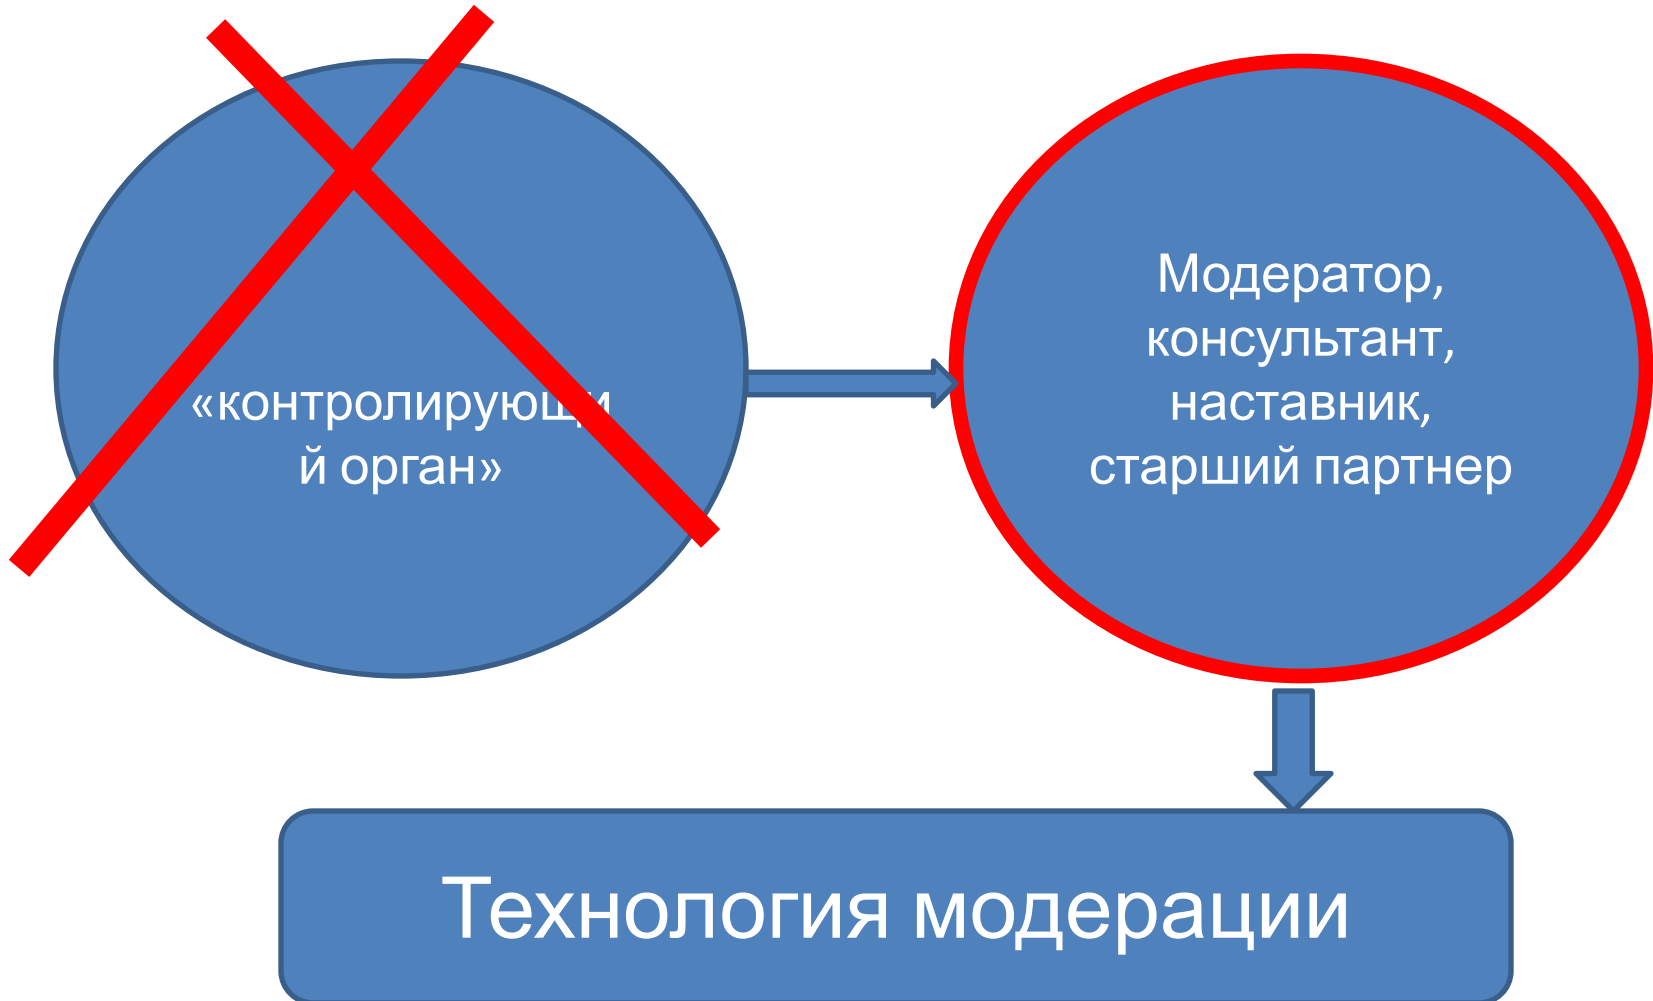 «контролирующи
й орган»
Модератор,
консультант,
наставник,
старший партнер
Технология модерации